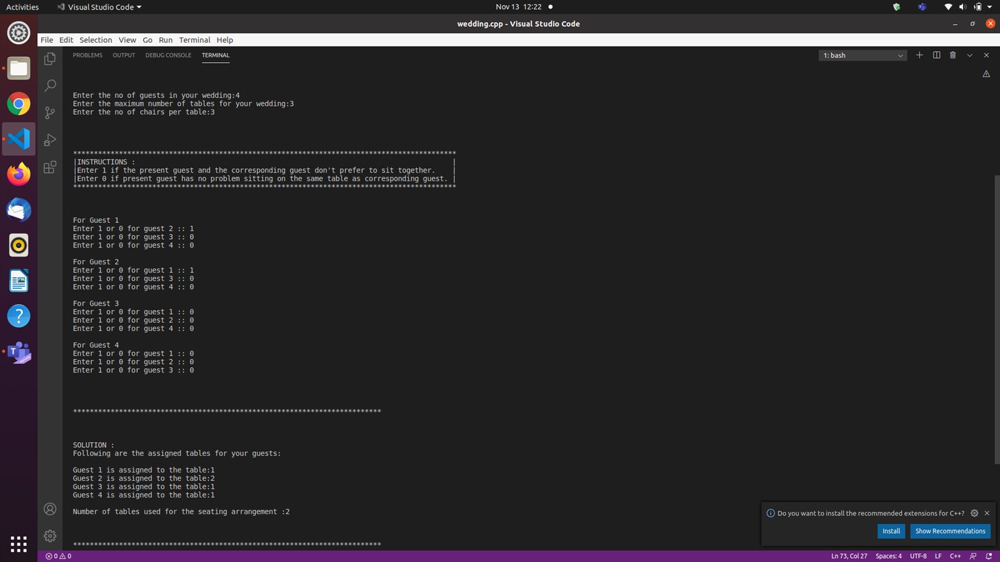 Activities Visual Studio Code Nov 13 12:22
wedding.cpp - Visual Studio Code
File Edit Selection View Go Run Terminal Help
PROBLEMS OUTPUT DEBUG CONSOLE TERMINAL 1: bash
Enter the no of guests in your wedding:4
Enter the maximum number of tables for your wedding:3
Enter the no of chairs per table:3
*******************************************************************************************
|INSTRUCTIONS : |
|Enter 1 if the present guest and the corresponding guest don't prefer to sit together. |
|Enter 0 if present guest has no problem sitting on the same table as corresponding guest. |
*******************************************************************************************
For Guest 1
Enter 1 or 0 for guest 2 :: 1
Enter 1 or 0 for guest 3 :: 0
Enter 1 or 0 for guest 4 :: 0
For Guest 2
Enter 1 or 0 for guest 1 :: 1
Enter 1 or 0 for guest 3 :: 0
Enter 1 or 0 for guest 4 :: 0
For Guest 3
Enter 1 or 0 for guest 1 :: 0
Enter 1 or 0 for guest 2 :: 0
Enter 1 or 0 for guest 4 :: 0
For Guest 4
Enter 1 or 0 for guest 1 :: 0
Enter 1 or 0 for guest 2 :: 0
Enter 1 or 0 for guest 3 :: 0
**************************************************************************
SOLUTION :
Following are the assigned tables for your guests:
Guest 1 is assigned to the table:1
Guest 2 is assigned to the table:2
Guest 3 is assigned to the table:1
Guest 4 is assigned to the table:1
Number of tables used for the seating arrangement :2
**************************************************************************
Do you want to install the recommended extensions for C++?
Install Show Recommendations
0 0 Ln 73, Col 27 Spaces: 4 UTF-8 LF C++